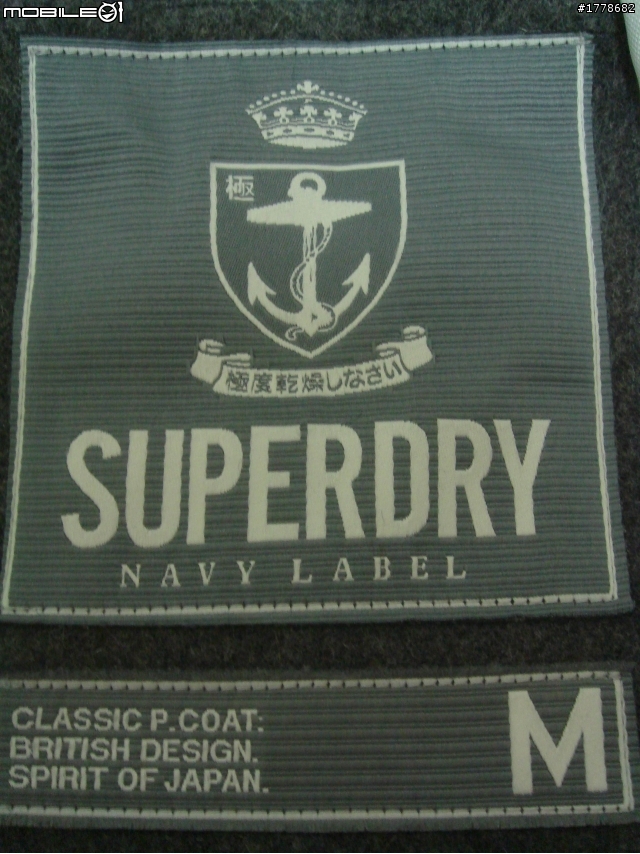 MOBILE01
#1778682
極
極度乾燥しなさい
SUPERDRY
NAVY LABEL
CLASSIC P.COAT:
BRITISH DESIGN.
SPIRIT OF JAPAN.
M